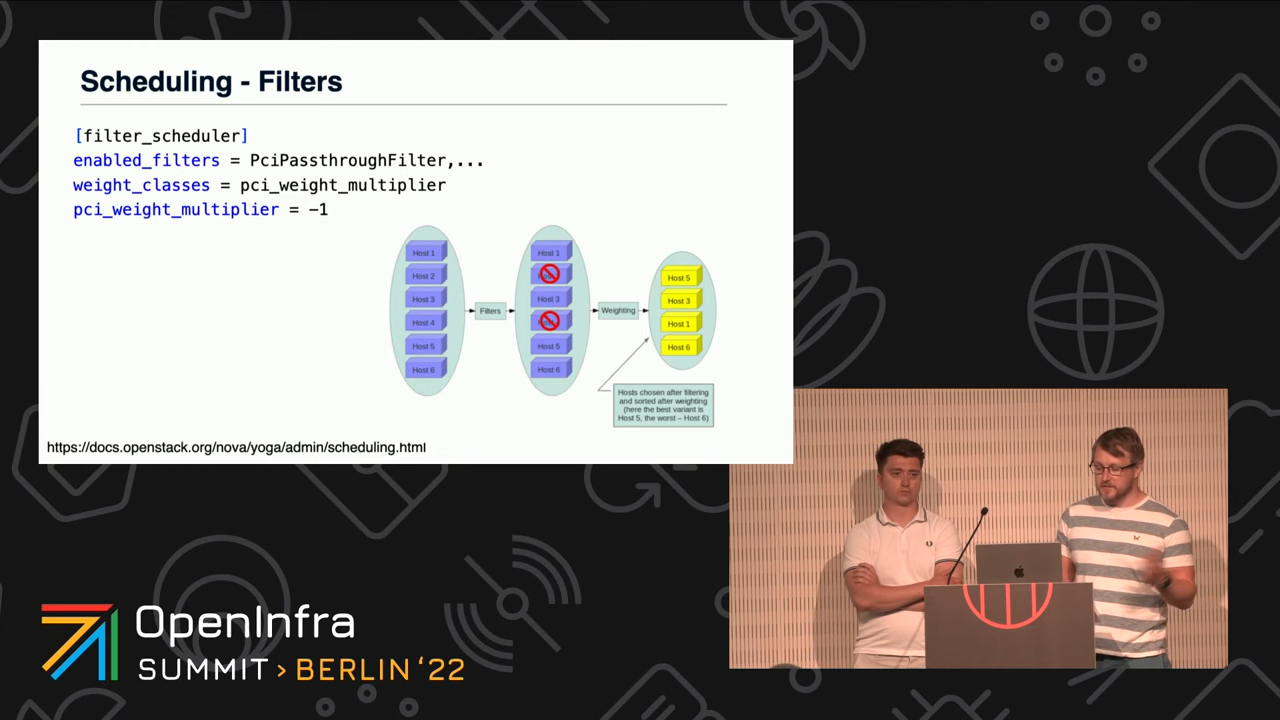 Scheduling - Filters
[filter_scheduler]
enabled_filters = PciPassthroughFilter,...
weight_classes = pci_weight_multiplier
pci_weight_multiplier = -1
Host 1
Host 2
Host 3
Host 4
Host 5
Host 6
Filters
Host 1
Host 3
Host 5
Host 6
Weighting
Host 5
Host 3
Host 1
Host 6
Hosts chosen after filtering
and sorted after weighting
(here the best variant is
Host 5, the worst – Host 6)
https://docs.openstack.org/nova/yoga/admin/scheduling.html
OpenInfra
SUMMIT > BERLIN '22